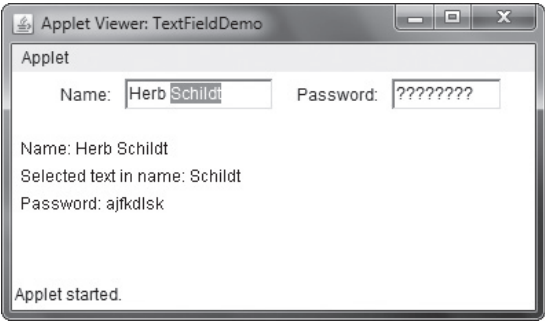 Applet Viewer: TextFieldDemo
Applet
Name: Herb Schildt Password: ????????
Name: Herb Schildt
Selected text in name: Schildt
Password: ajfkdlsk
Applet started.